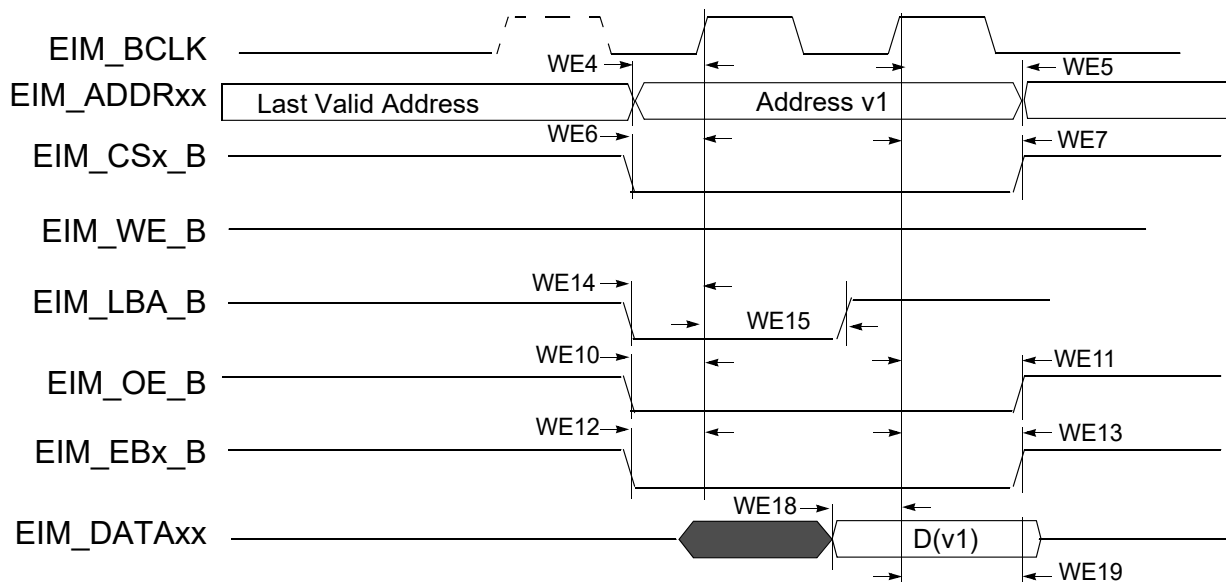 EIM_BCLK
WE4
WE5
EIM_ADDRxx
Last Valid Address
Address v1
WE6
WE7
EIM_CSx_B
EIM_WE_B
WE14
EIM_LBA_B
WE15
WE10
WE11
EIM_OE_B
WE12
WE13
EIM_EBx_B
WE18
EIM_DATAxx
D(v1)
WE19